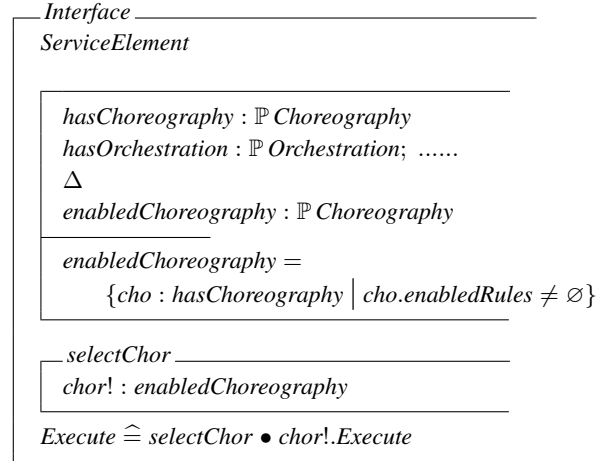 Interface
ServiceElement
hasChoreography : ℙ Choreography
hasOrchestration : ℙ Orchestration; ......
Δ
enabledChoreography : ℙ Choreography
enabledChoreography =
{cho : hasChoreography | cho.enabledRules ≠ ∅}
selectChor
chor! : enabledChoreography
Execute ≙ selectChor • chor!.Execute